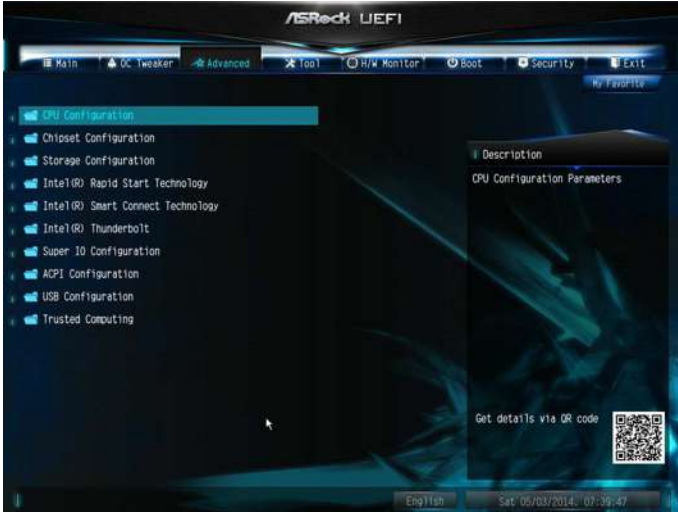 ASRock UEFI
Main OC Tweaker Advanced Tool H/W Monitor Boot Security Exit
My Favorite
CPU Configuration
Chipset Configuration
Storage Configuration
Intel(R) Rapid Start Technology
Intel(R) Smart Connect Technology
Intel(R) Thunderbolt
Super IO Configuration
ACPI Configuration
USB Configuration
Trusted Computing
Description
CPU Configuration Parameters
Get details via QR code
English
Sat 05/03/2014. 07:39:47